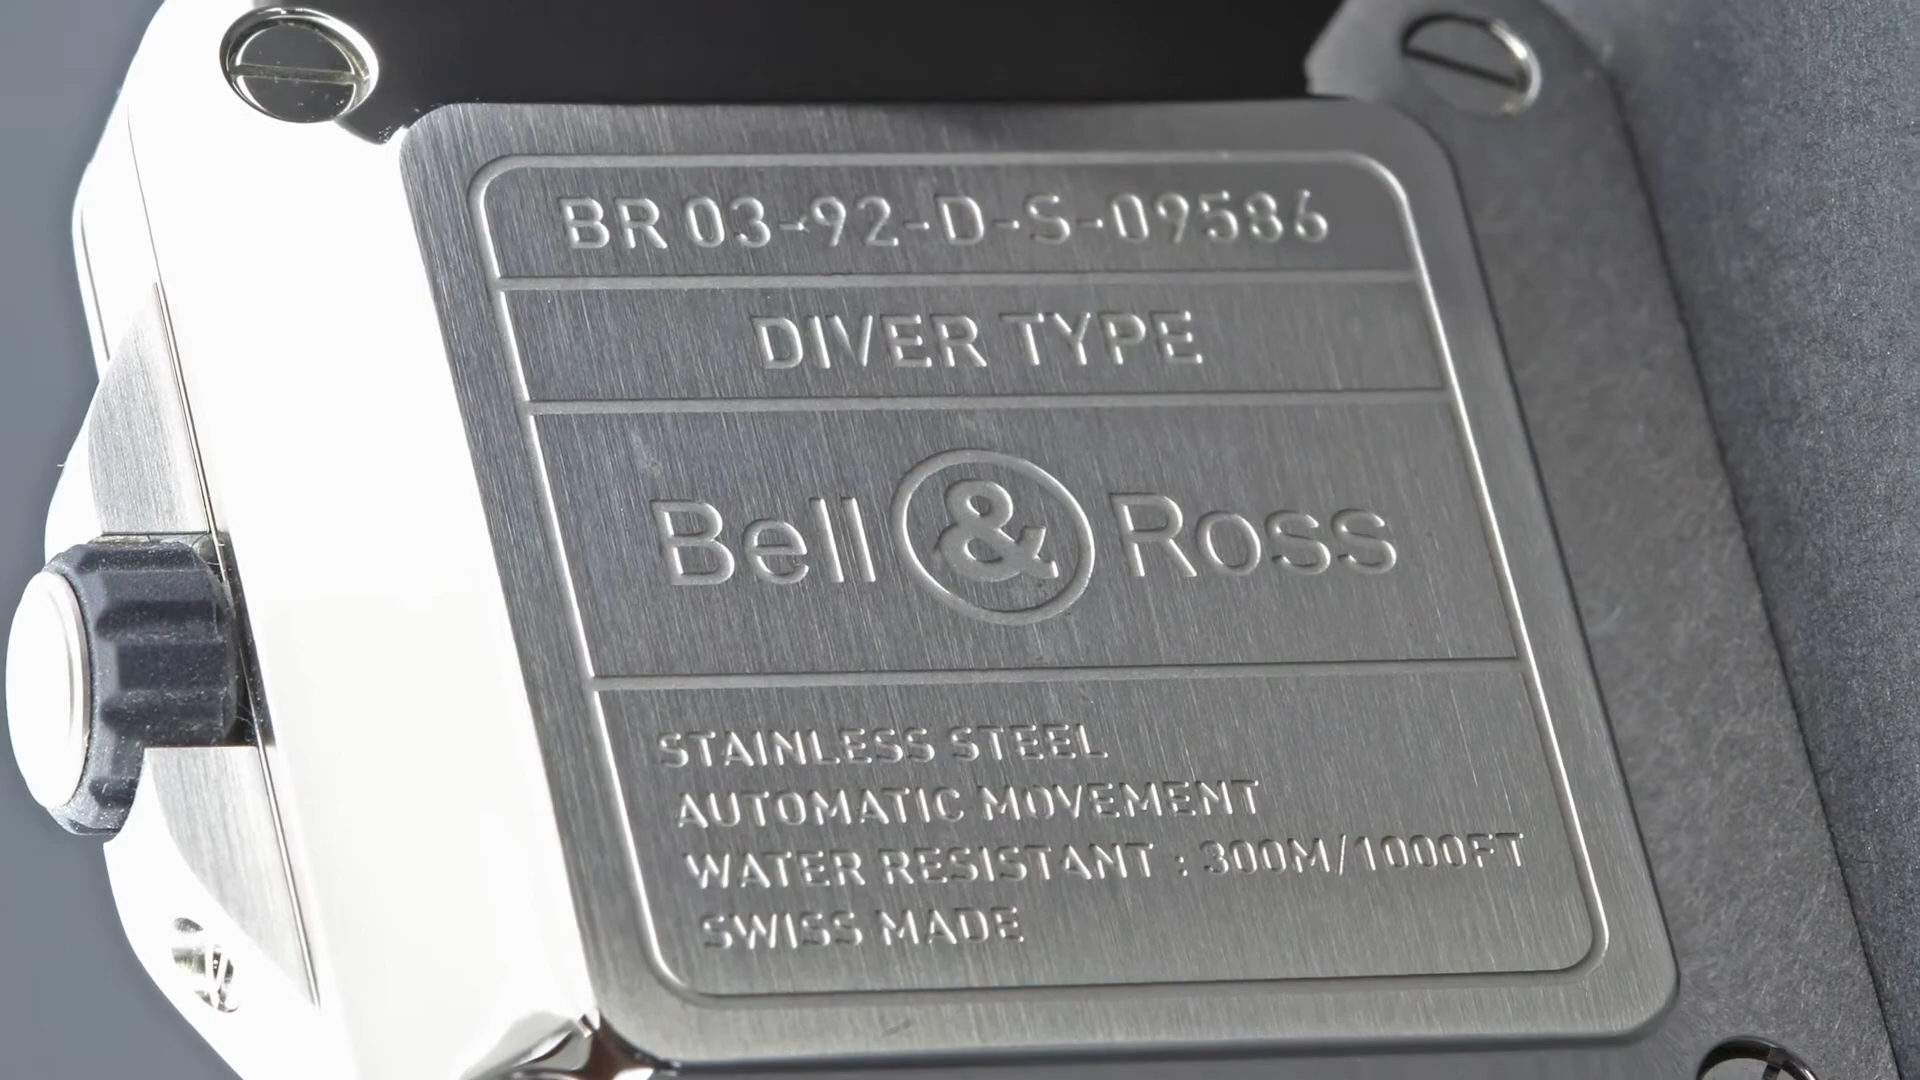 BR 03-92-D-S-09586
DIVER TYPE
Bell & Ross
STAINLESS STEEL
AUTOMATIC MOVEMENT
WATER RESISTANT : 300M/1000FT
SWISS MADE